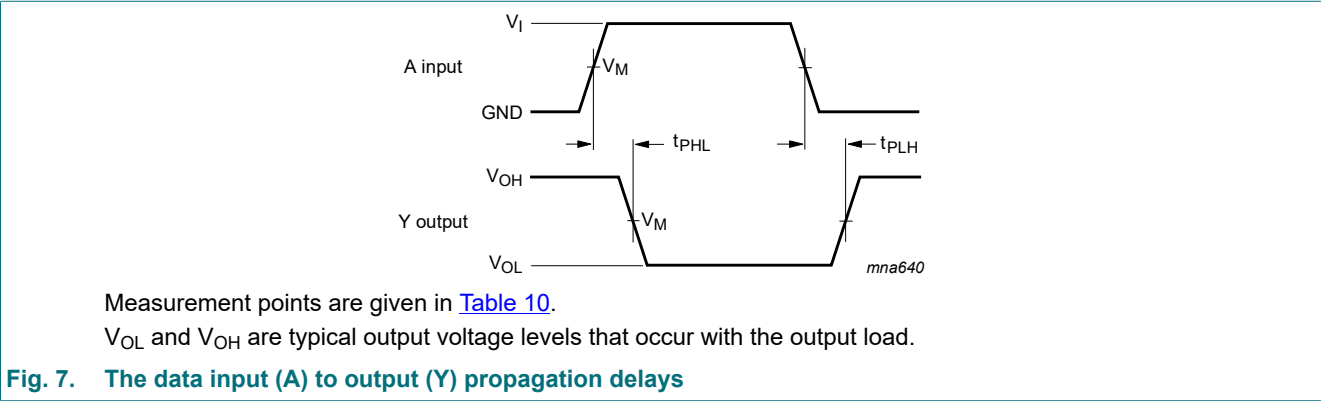 VI
A input
VM
GND
tPHL
tPLH
VOH
Y output
VM
VOL
mna640
Measurement points are given in Table 10.
VOL and VOH are typical output voltage levels that occur with the output load.
Fig. 7. The data input (A) to output (Y) propagation delays